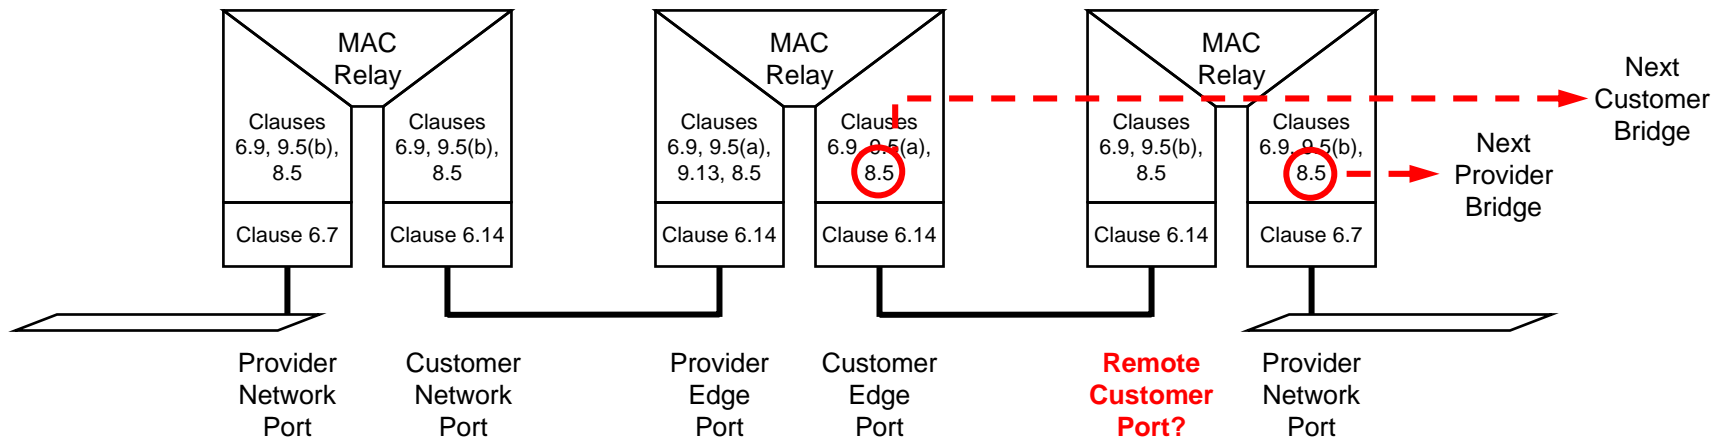 MAC
Relay
Clauses
6.9, 9.5(b),
8.5
Clauses
6.9, 9.5(b),
8.5
Clause 6.7
Clause 6.14
MAC
Relay
Clauses
6.9, 9.5(a),
9.13, 8.5
Clauses
6.9, 9.5(a),
8.5
Clause 6.14
Clause 6.14
MAC
Relay
Clauses
6.9, 9.5(b),
8.5
Clauses
6.9, 9.5(b),
8.5
Clause 6.14
Clause 6.7
Next
Customer
Bridge
Next
Provider
Bridge
Provider
Network
Port
Customer
Network
Port
Provider
Edge
Port
Customer
Edge
Port
Remote
Customer
Port?
Provider
Network
Port